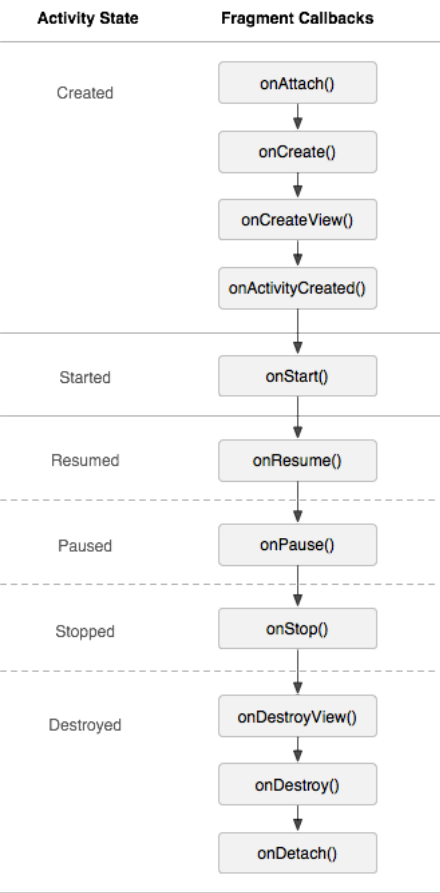 Activity State Fragment Callbacks
Created
onAttach()
onCreate()
onCreateView()
onActivityCreated()
Started onStart()
Resumed onResume()
Paused onPause()
Stopped onStop()
Destroyed
onDestroyView()
onDestroy()
onDetach()